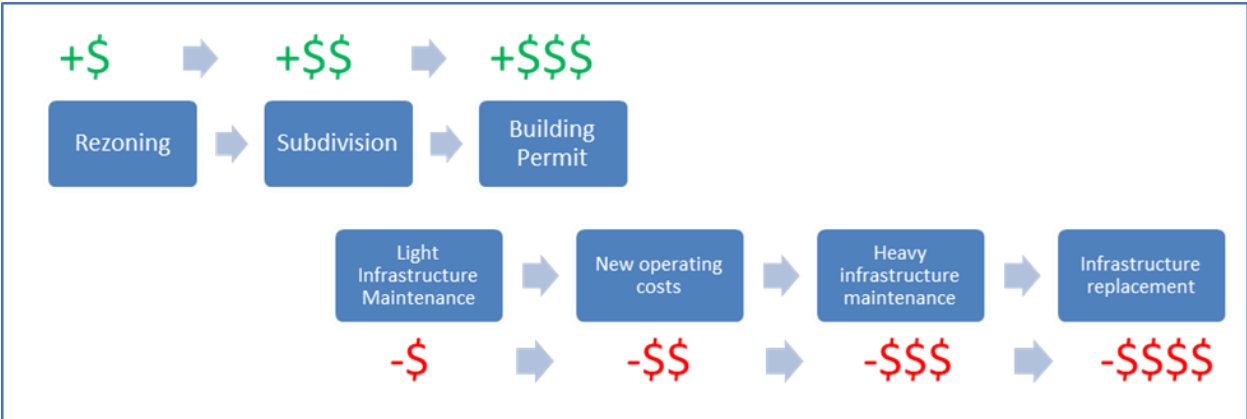 +$ +$$ +$$$
Rezoning
Subdivision
Building
Permit
Light
Infrastructure
Maintenance
New operating
costs
Heavy
infrastructure
maintenance
Infrastructure
replacement
-$ -$$ -$$$ -$$$$